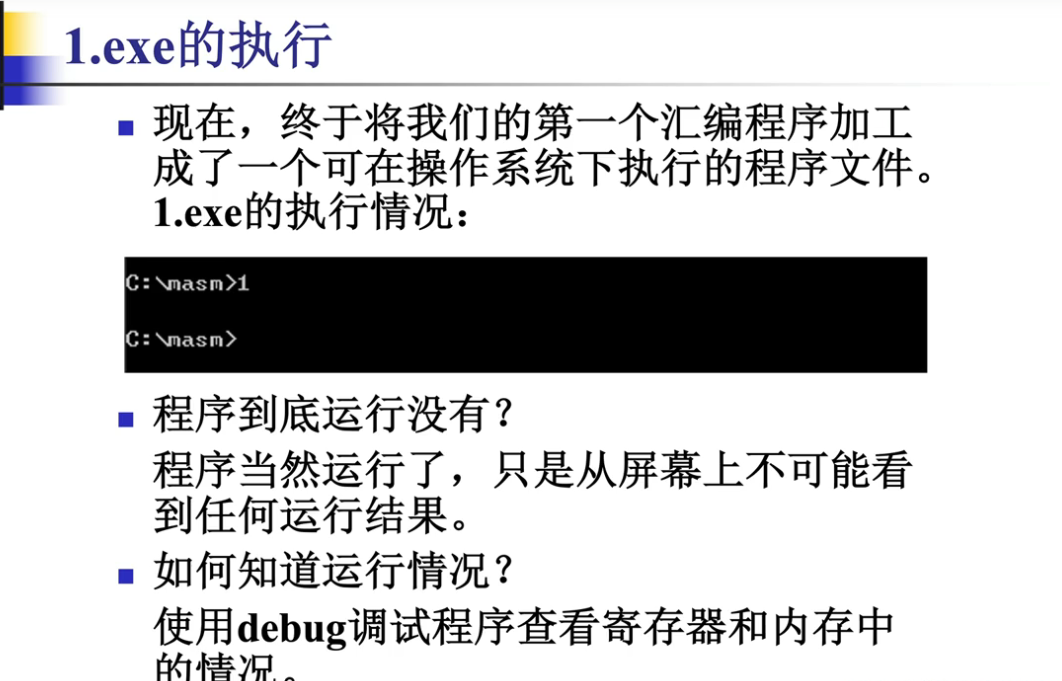 1.exe的执行
现在，终于将我们的第一个汇编程序加工
成了一个可在操作系统下执行的程序文件。
1.exe的执行情况：
C:\masm>1
C:\masm>
程序到底运行没有？
程序当然运行了，只是从屏幕上不可能看
到任何运行结果。
如何知道运行情况？
使用debug调试程序查看寄存器和内存中
的情况。